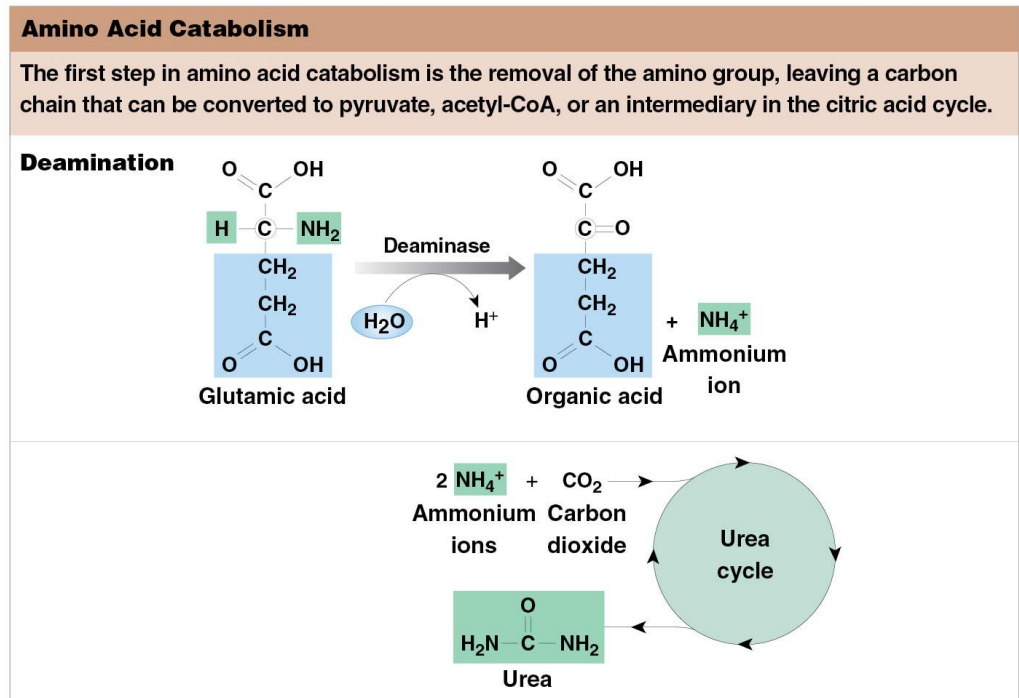 Amino Acid Catabolism
The first step in amino acid catabolism is the removal of the amino group, leaving a carbon
chain that can be converted to pyruvate, acetyl-CoA, or an intermediary in the citric acid cycle.
Deamination
O OH
C
H C NH₂
CH₂
CH₂
C
O OH
Glutamic acid
Deaminase
H₂O H⁺
O OH
C
C O
CH₂
CH₂
C
O OH
Organic acid
+ NH₄⁺
Ammonium
ion
2 NH₄⁺ + CO₂
Ammonium Carbon
ions dioxide
Urea
cycle
O
H₂N C NH₂
Urea